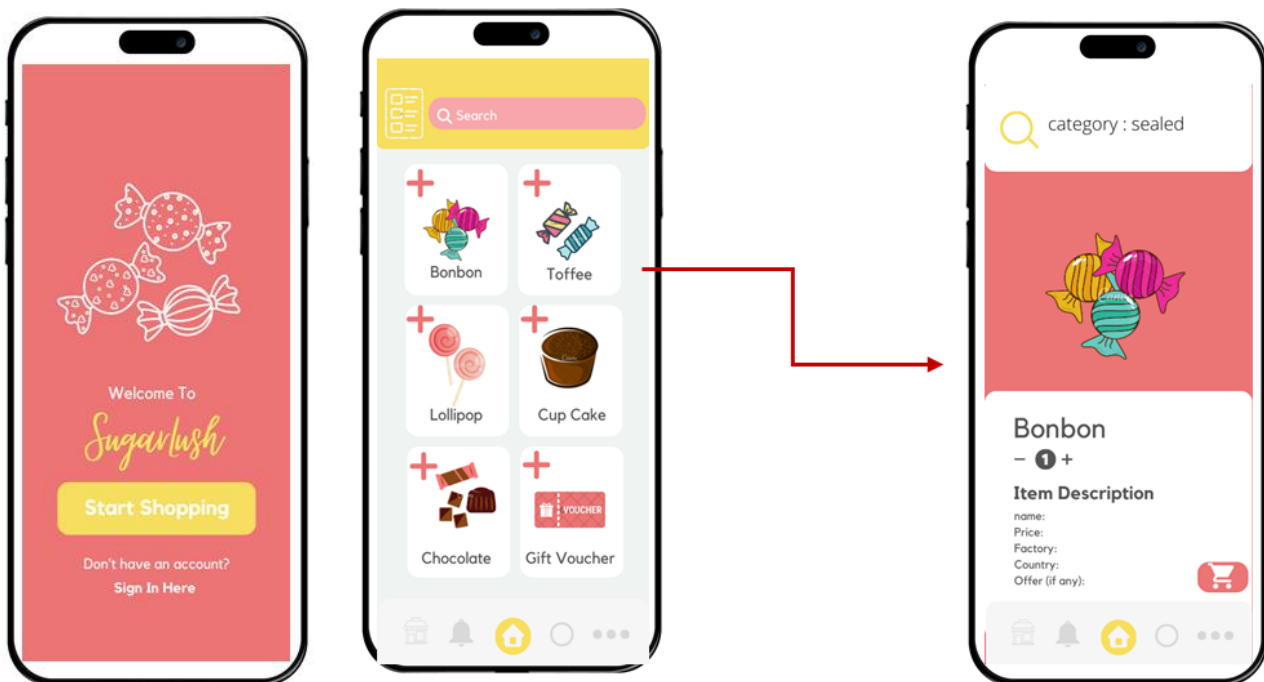 Welcome To
Sugarlush
Start Shopping
Don't have an account?
Sign In Here
Search
Bonbon
Toffee
Lollipop
Cup Cake
Chocolate
VOUCHER
Gift Voucher
category : sealed
Bonbon
− 1 +
Item Description
name:
Price:
Factory:
Country:
Offer (if any):